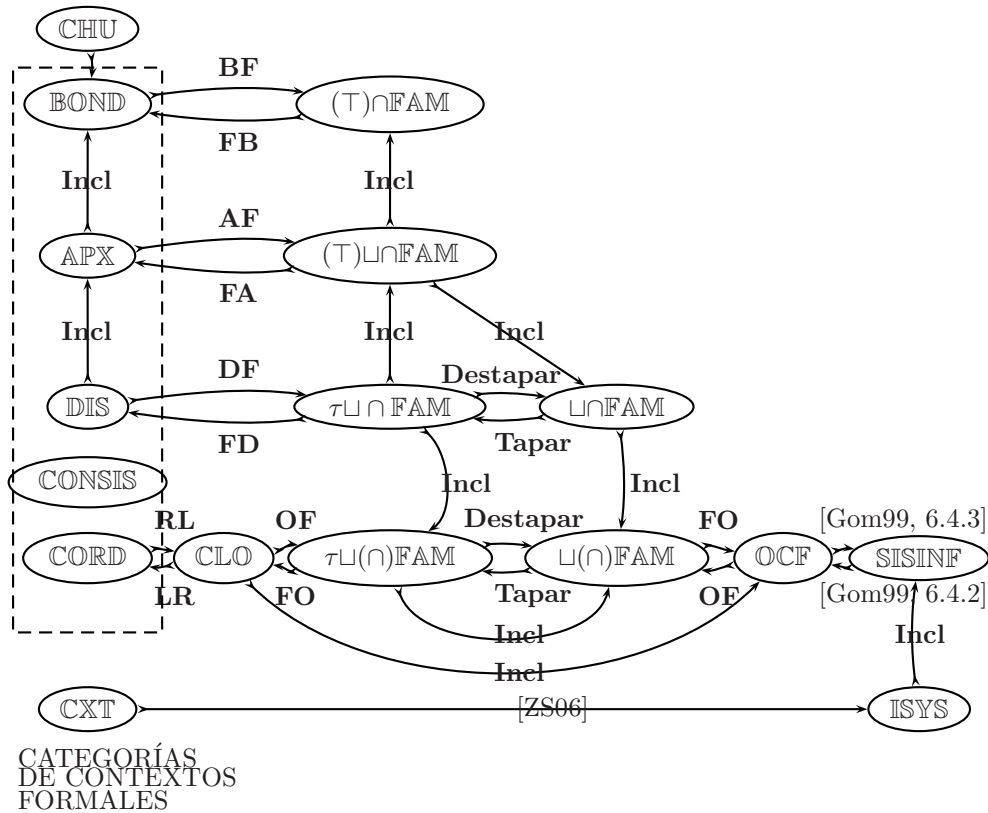 ℂℍ𝕌
𝔹𝕆ℕ𝔻
BF
(⊤)∩𝔽𝔸𝕄
FB
Incl
Incl
𝔸ℙ𝕏
AF
(⊤)⊔∩𝔽𝔸𝕄
FA
Incl
Incl
Incl
𝔻𝕀𝕊
DF
τ⊔ ∩ 𝔽𝔸𝕄
Destapar
⊔∩𝔽𝔸𝕄
FD
Tapar
ℂ𝕆ℕ𝕊𝕀𝕊
Incl
Incl
ℂ𝕆ℝ𝔻
RL
ℂ𝕃𝕆
OF
τ⊔(∩)𝔽𝔸𝕄
Destapar
⊔(∩)𝔽𝔸𝕄
FO
𝕆ℂ𝔽
[Gom99, 6.4.3]
𝕊𝕀𝕊𝕀ℕ𝔽
LR
FO
Tapar
OF
[Gom99, 6.4.2]
Incl
Incl
Incl
ℂ𝕏𝕋
[ZS06]
𝕀𝕊𝕐𝕊
CATEGORÍAS
DE CONTEXTOS
FORMALES